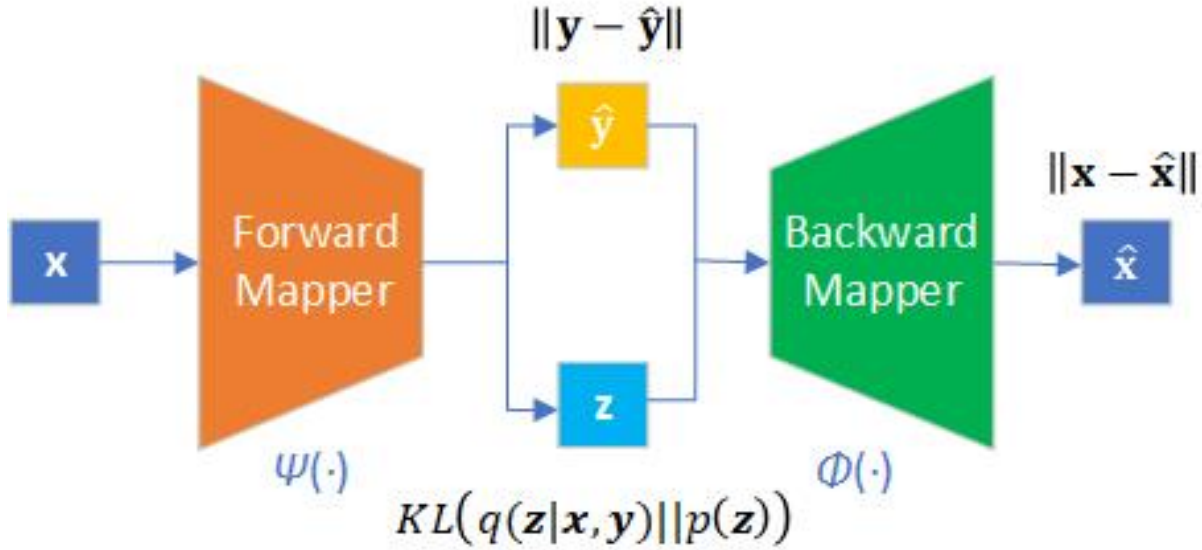 ‖y − ŷ‖
ŷ
‖x − x̂‖
x
Forward
Mapper
Backward
Mapper
x̂
z
Ψ(·)
Φ(·)
KL(q(z|x, y)||p(z))